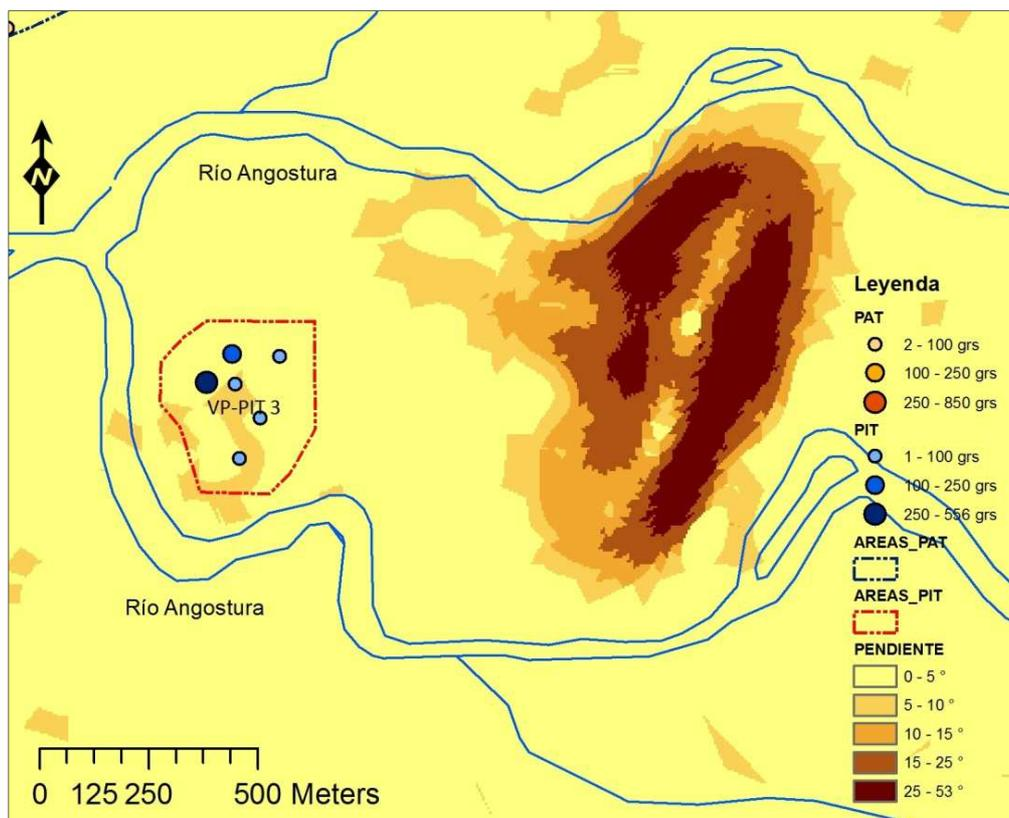 N
Río Angostura
VP-PIT 3
Río Angostura
0 125 250 500 Meters
Leyenda
PAT
2 - 100 grs
100 - 250 grs
250 - 850 grs
PIT
1 - 100 grs
100 - 250 grs
250 - 556 grs
AREAS_PAT
AREAS_PIT
PENDIENTE
0 - 5 °
5 - 10 °
10 - 15 °
15 - 25 °
25 - 53 °